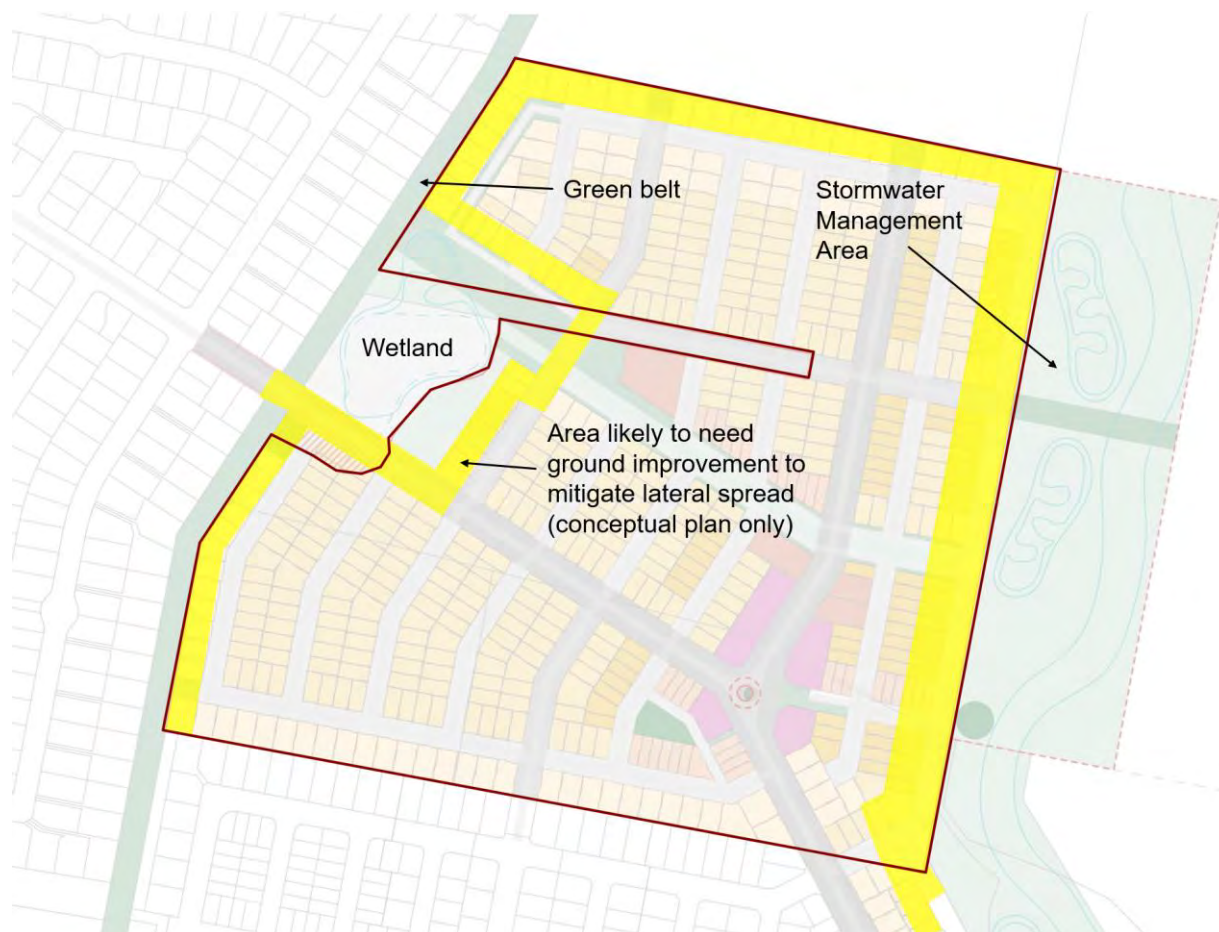 Green belt
Stormwater
Management
Area
Wetland
Area likely to need
ground improvement to
mitigate lateral spread
(conceptual plan only)